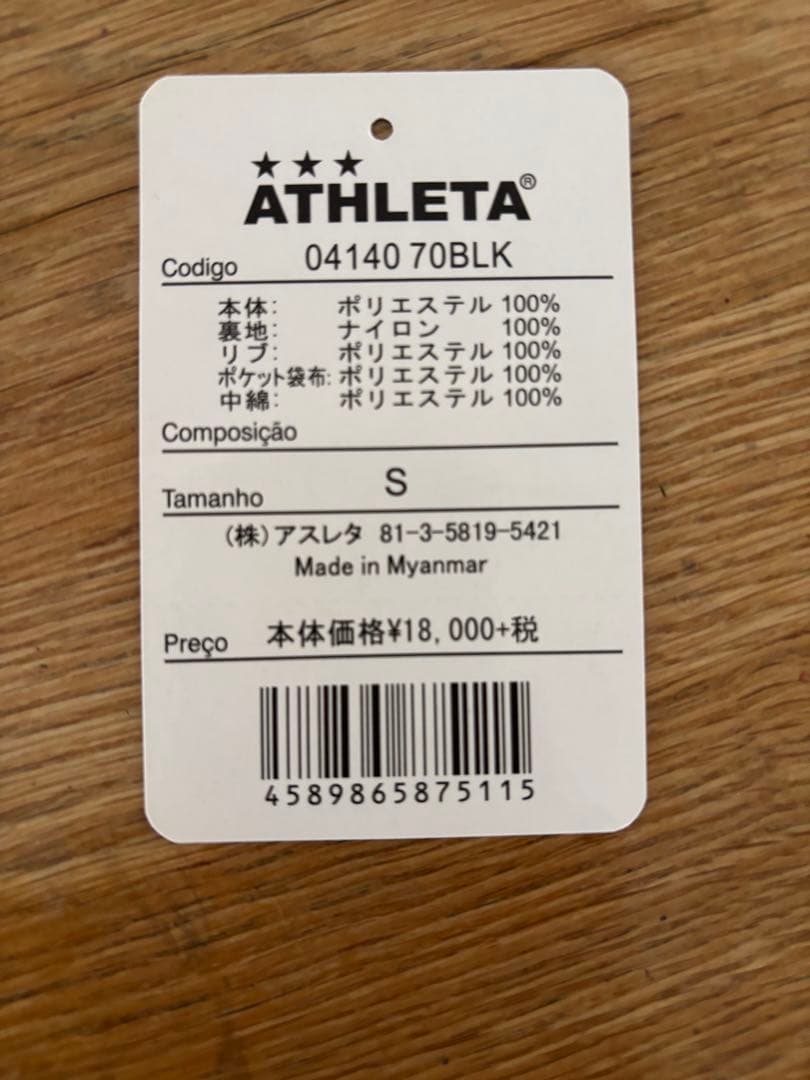 ★★★
ATHLETA®
Codigo 04140 70BLK
本体: ポリエステル 100%
裏地: ナイロン 100%
リブ: ポリエステル 100%
ポケット袋布: ポリエステル 100%
中綿: ポリエステル 100%
Composição
Tamanho S
(株)アスレタ 81-3-5819-5421
Made in Myanmar
Preço 本体価格¥18,000+税
4589865875115